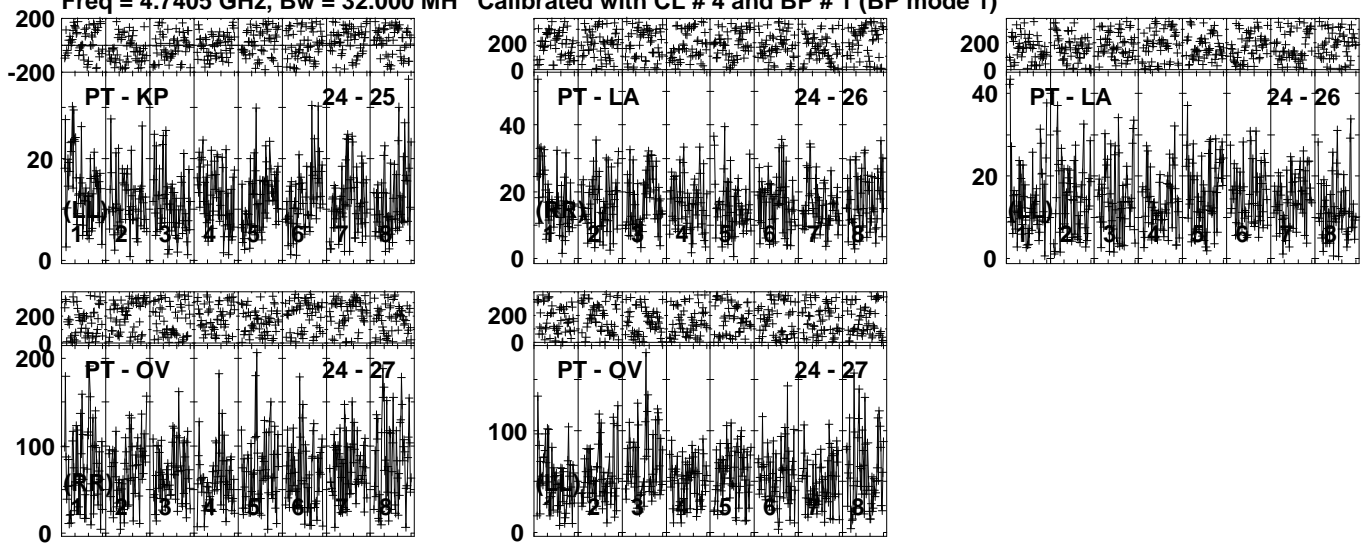 Freq = 4.7405 GHz, Bw = 32.000 MH Calibrated with CL # 4 and BP # 1 (BP mode 1)
200
-200
PT - KP 24 - 25
20
0
(LL)
1 2 3 4 5 6 7 8
200
0
PT - LA 24 - 26
40
20
0
(RR)
1 2 3 4 5 6 7 8
200
0
PT - LA 24 - 26
40
20
0
(LL)
1 2 3 4 5 6 7 8
200
0
PT - OV 24 - 27
200
100
0
(RR)
1 2 3 4 5 6 7 8
200
0
PT - OV 24 - 27
100
0
(LL)
1 2 3 4 5 6 7 8